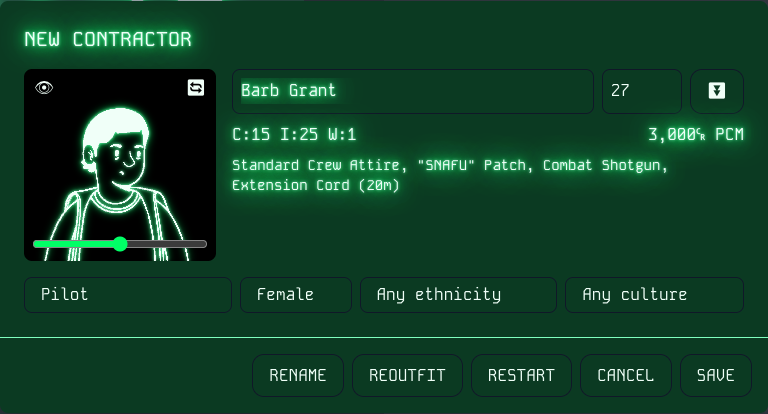 NEW CONTRACTOR
Barb Grant
27
C:15 I:25 W:1
3,000℆ PCM
Standard Crew Attire, "SNAFU" Patch, Combat Shotgun,
Extension Cord (20m)
Pilot
Female
Any ethnicity
Any culture
RENAME
REOUTFIT
RESTART
CANCEL
SAVE